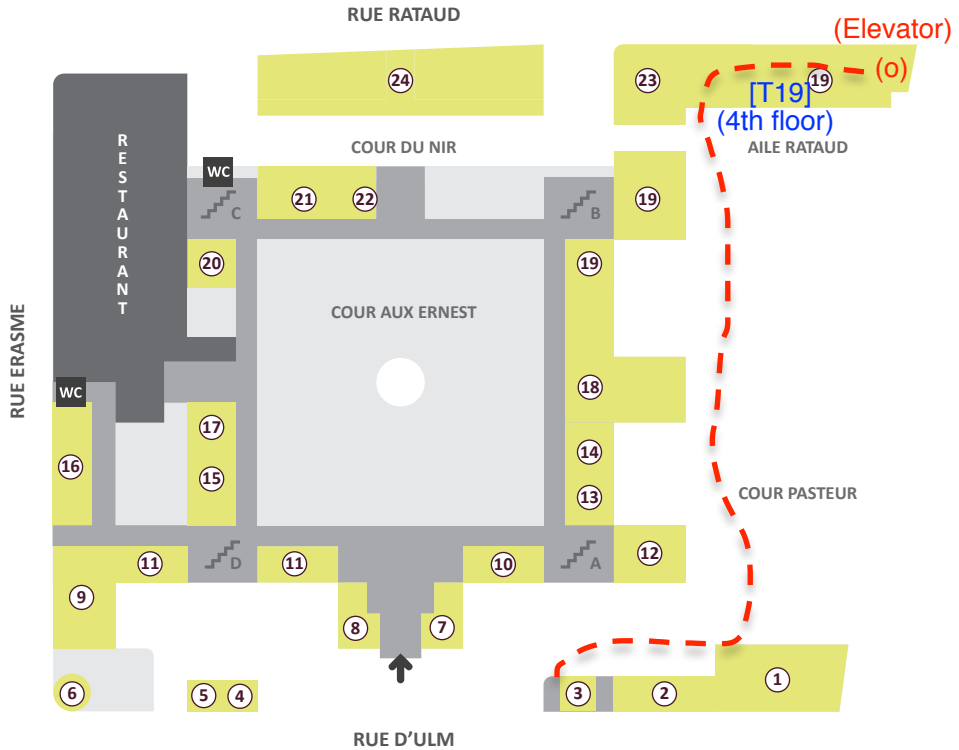 RUE RATAUD
(Elevator)
24
23
19
(o)
[T19]
(4th floor)
COUR DU NIR
AILE RATAUD
RESTAURANT
WC
C
21
22
B
19
20
19
COUR AUX ERNEST
RUE ERASME
WC
18
17
14
16
15
13
COUR PASTEUR
11
D
11
10
A
12
9
8
7
6
5
4
3
2
1
RUE D'ULM